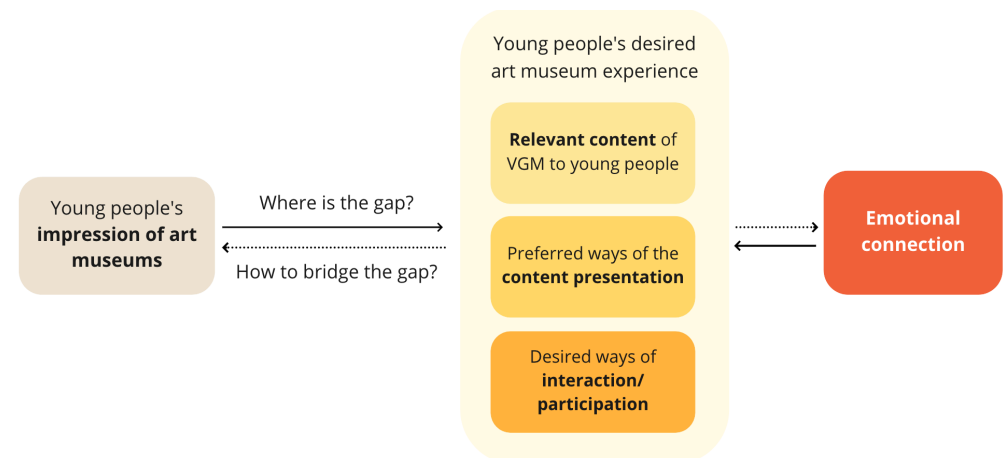 Young people's desired
art museum experience
Relevant content of
VGM to young people
Young people's
impression of art
museums
Where is the gap?
How to bridge the gap?
Preferred ways of the
content presentation
Emotional
connection
Desired ways of
interaction/
participation